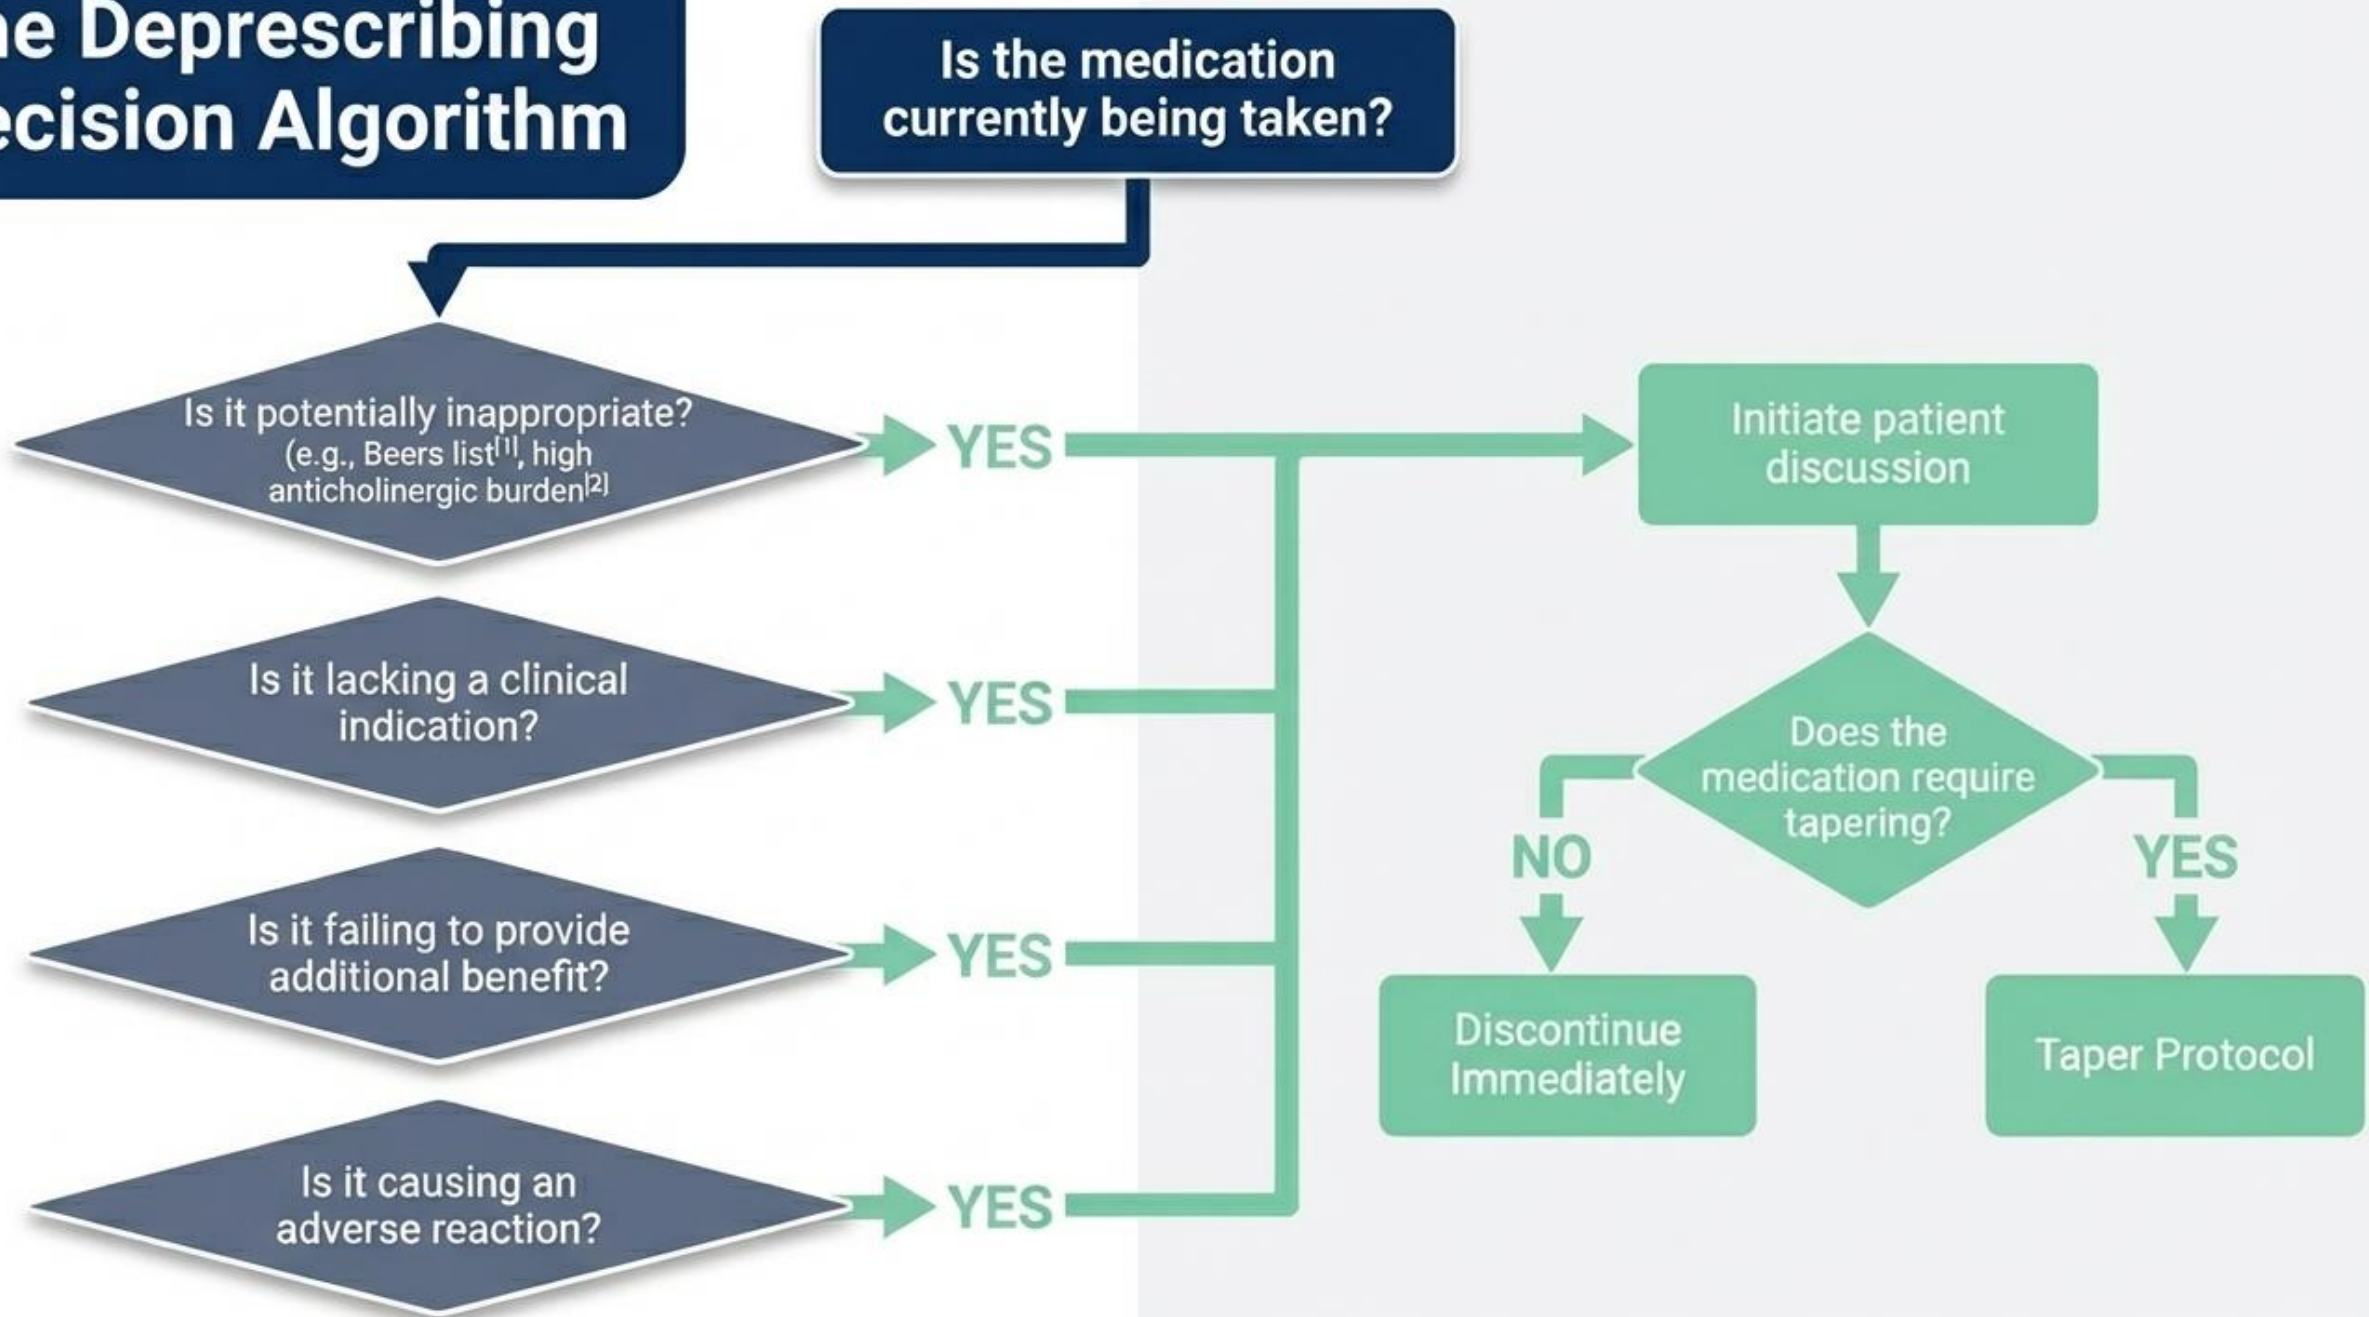 ne Deprescribing
ecision Algorithm
Is the medication
currently being taken?
Is it potentially inappropriate?
(e.g., Beers list[1], high
anticholinergic burden[2]
YES
Initiate patient
discussion
Is it lacking a clinical
indication?
YES
Does the
medication require
tapering?
NO
YES
Is it failing to provide
additional benefit?
YES
Discontinue
Immediately
Taper Protocol
Is it causing an
adverse reaction?
YES